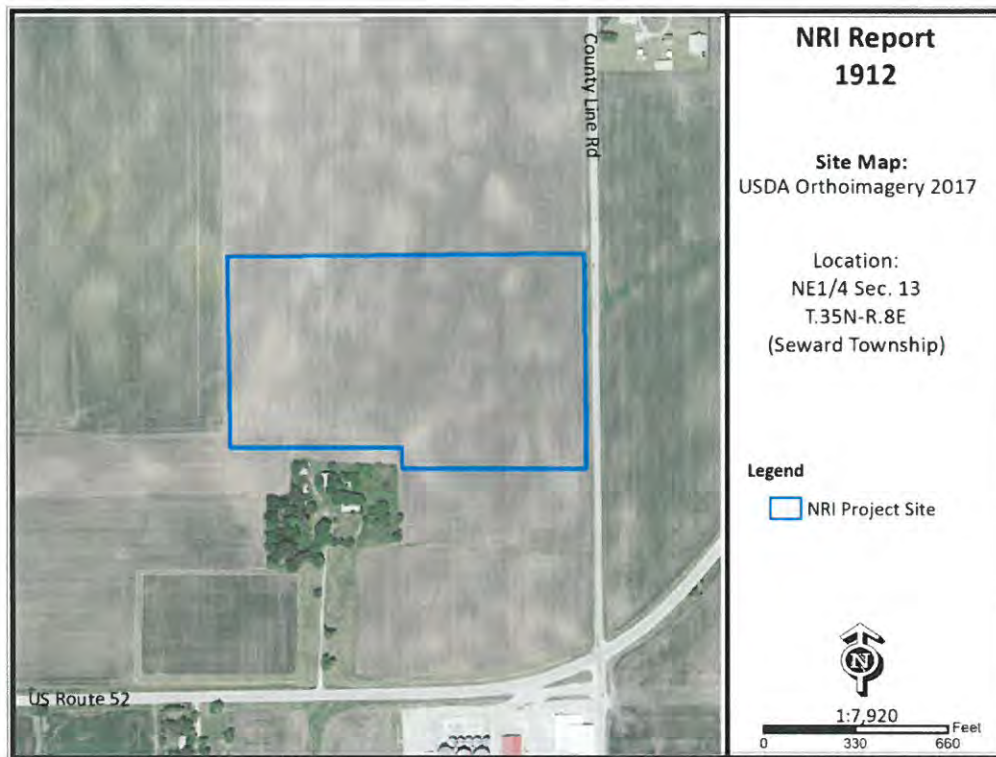 County Line Rd
US Route 52
NRI Report
1912
Site Map:
USDA Orthoimagery 2017
Location:
NE1/4 Sec. 13
T.35N-R.8E
(Seward Township)
Legend
NRI Project Site
N
1:7,920
Feet
0 330 660